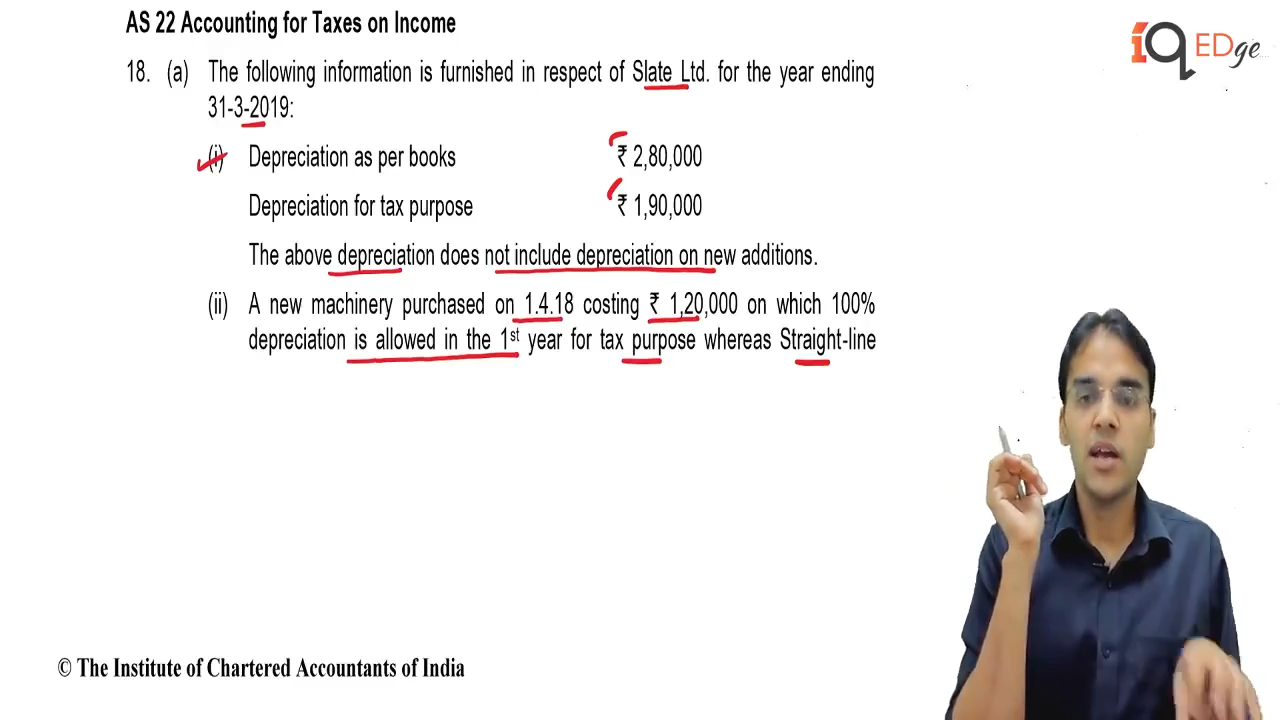 AS 22 Accounting for Taxes on Income
iQ EDge
18. (a) The following information is furnished in respect of Slate Ltd. for the year ending
31-3-2019:
(i) Depreciation as per books ₹ 2,80,000
Depreciation for tax purpose ₹ 1,90,000
The above depreciation does not include depreciation on new additions.
(ii) A new machinery purchased on 1.4.18 costing ₹ 1,20,000 on which 100%
depreciation is allowed in the 1st year for tax purpose whereas Straight-line
© The Institute of Chartered Accountants of India